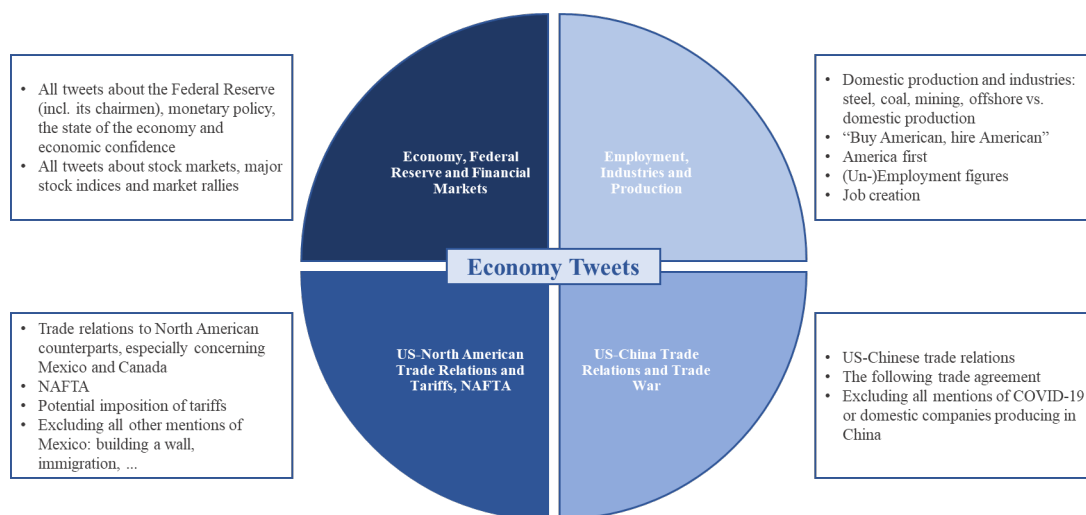 • All tweets about the Federal Reserve
(incl. its chairmen), monetary policy,
the state of the economy and
economic confidence
• All tweets about stock markets, major
stock indices and market rallies
Economy, Federal
Reserve and Financial
Markets
Employment,
Industries and
Production
• Domestic production and industries:
steel, coal, mining, offshore vs.
domestic production
• “Buy American, hire American”
• America first
• (Un-)Employment figures
• Job creation
Economy Tweets
• Trade relations to North American
counterparts, especially concerning
Mexico and Canada
• NAFTA
• Potential imposition of tariffs
• Excluding all other mentions of
Mexico: building a wall,
immigration, ...
US-North American
Trade Relations and
Tariffs, NAFTA
US-China Trade
Relations and Trade
War
• US-Chinese trade relations
• The following trade agreement
• Excluding all mentions of COVID-19
or domestic companies producing in
China